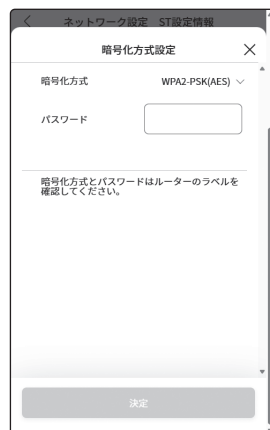 ネットワーク設定 ST設定情報
暗号化方式設定
暗号化方式 WPA2-PSK(AES)
パスワード
暗号化方式とパスワードはルーターのラベルを
確認してください。
決定